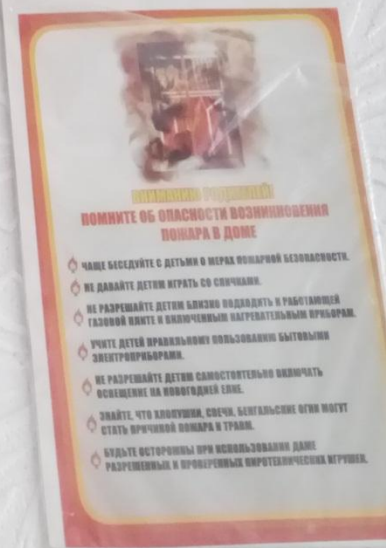 ВНИМАНИЮ РОДИТЕЛЕЙ!
ПОМНИТЕ ОБ ОПАСНОСТИ ВОЗНИКНОВЕНИЯ
ПОЖАРА В ДОМЕ
ЧАЩЕ БЕСЕДУЙТЕ С ДЕТЬМИ О МЕРАХ ПОЖАРНОЙ БЕЗОПАСНОСТИ.
НЕ ДАВАЙТЕ ДЕТЯМ ИГРАТЬ СО СПИЧКАМИ.
НЕ РАЗРЕШАЙТЕ ДЕТЯМ БЛИЗКО ПОДХОДИТЬ К РАБОТАЮЩЕЙ
ГАЗОВОЙ ПЛИТЕ И ВКЛЮЧЕННЫМ НАГРЕВАТЕЛЬНЫМ ПРИБОРАМ.
УЧИТЕ ДЕТЕЙ ПРАВИЛЬНОМУ ПОЛЬЗОВАНИЮ БЫТОВЫМИ
ЭЛЕКТРОПРИБОРАМИ.
НЕ РАЗРЕШАЙТЕ ДЕТЯМ САМОСТОЯТЕЛЬНО ВКЛЮЧАТЬ
ОСВЕЩЕНИЕ НА НОВОГОДНЕЙ ЕЛКЕ.
ЗНАЙТЕ, ЧТО ХЛОПУШКИ, СВЕЧИ, БЕНГАЛЬСКИЕ ОГНИ МОГУТ
СТАТЬ ПРИЧИНОЙ ПОЖАРА И ТРАВМ.
БУДЬТЕ ОСТОРОЖНЫ ПРИ ИСПОЛЬЗОВАНИИ ДАЖЕ
РАЗРЕШЕННЫХ И ПРОВЕРЕННЫХ ПИРОТЕХНИЧЕСКИХ ИГРУШЕК.